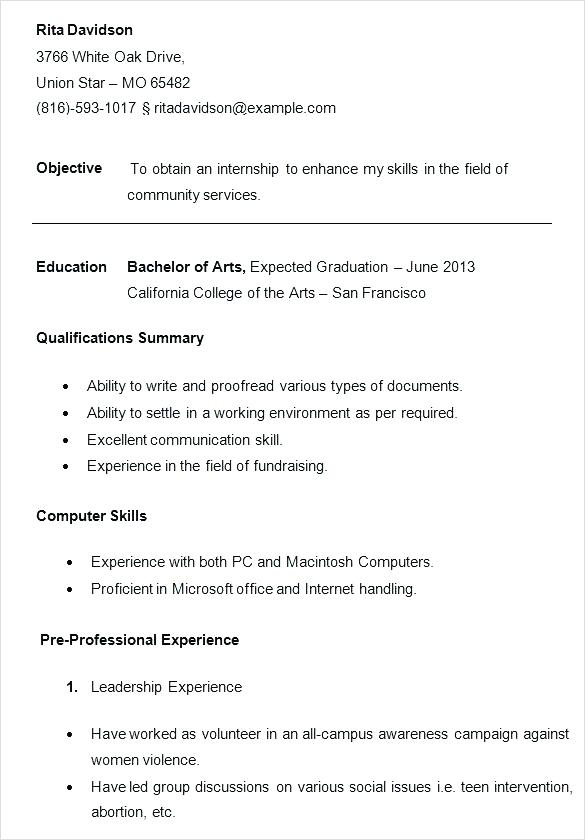 Rita Davidson
3766 White Oak Drive,
Union Star – MO 65482
(816)-593-1017 § ritadavidson@example.com
Objective To obtain an internship to enhance my skills in the field of
community services.
Education Bachelor of Arts, Expected Graduation – June 2013
California College of the Arts – San Francisco
Qualifications Summary
• Ability to write and proofread various types of documents.
• Ability to settle in a working environment as per required.
• Excellent communication skill.
• Experience in the field of fundraising.
Computer Skills
• Experience with both PC and Macintosh Computers.
• Proficient in Microsoft office and Internet handling.
Pre-Professional Experience
1. Leadership Experience
• Have worked as volunteer in an all-campus awareness campaign against
women violence.
• Have led group discussions on various social issues i.e. teen intervention,
abortion, etc.